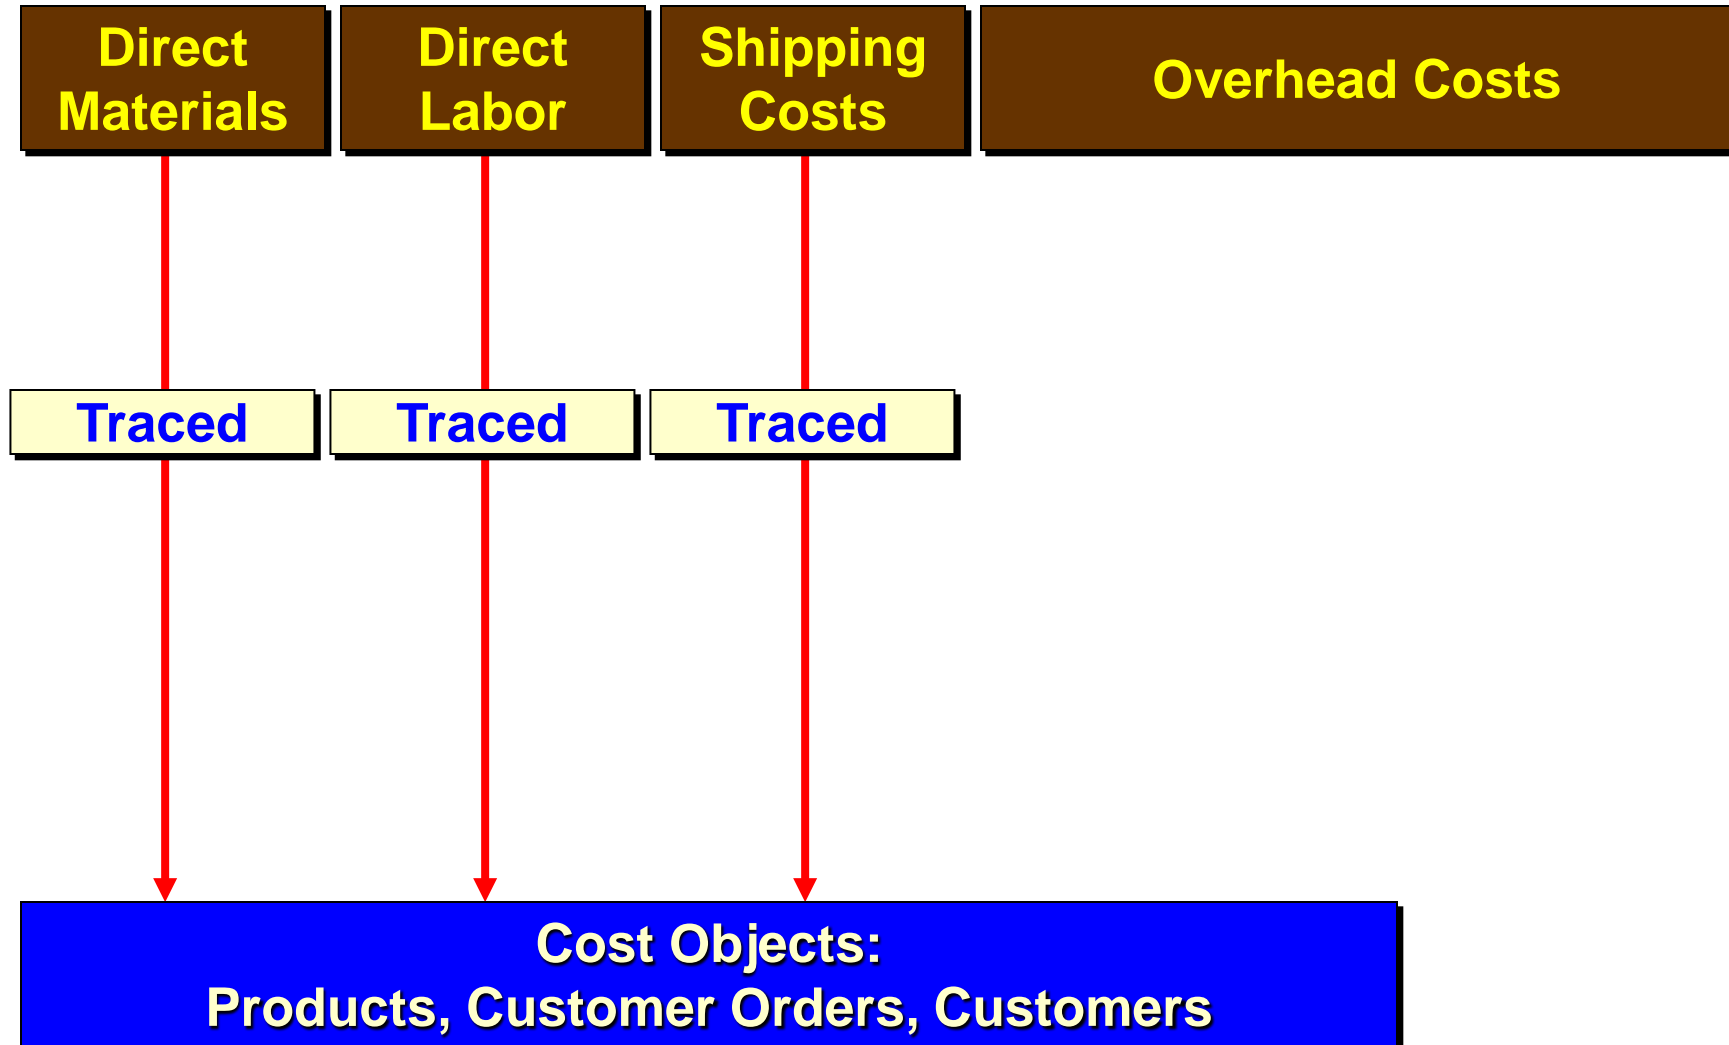 Direct
Materials
Direct
Labor
Shipping
Costs
Overhead Costs
Traced
Traced
Traced
Cost Objects:
Products, Customer Orders, Customers